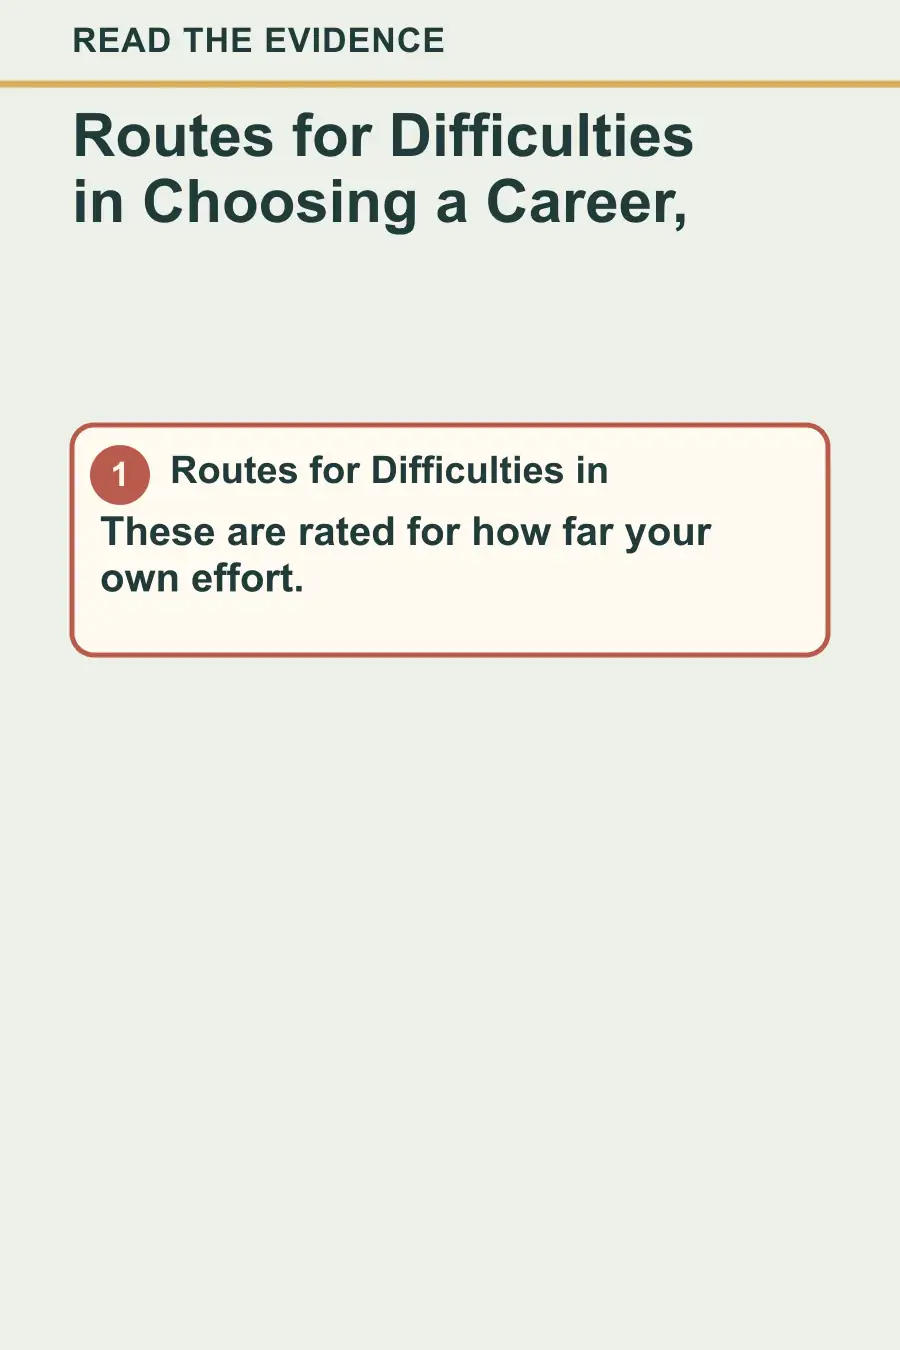 READ THE EVIDENCE
Routes for Difficulties
in Choosing a Career,
1 Routes for Difficulties in
These are rated for how far your
own effort.